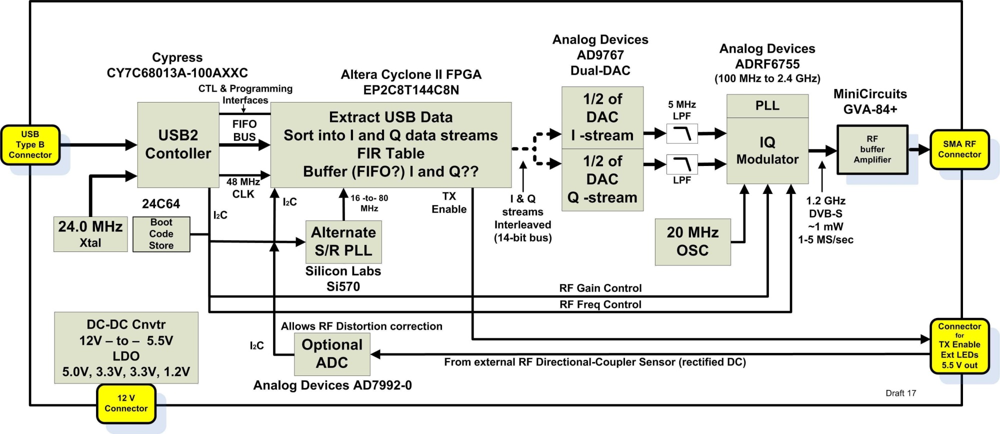 Cypress
CY7C68013A-100AXXC
CTL & Programming
Interfaces
FIFO
BUS
USB
Type B
Connector
USB2
Contoller
48 MHz
CLK
24.0 MHz
Xtal
24C64
Boot
Code
Store
I2C
Altera Cyclone II FPGA
EP2C8T144C8N
Extract USB Data
Sort into I and Q data streams
FIR Table
Buffer (FIFO?) I and Q??
I2C
16 -to- 80
MHz
TX
Enable
Alternate
S/R PLL
Silicon Labs
Si570
I & Q
streams
Interleaved
(14-bit bus)
Analog Devices
AD9767
Dual-DAC
1/2 of
DAC
I -stream
1/2 of
DAC
Q -stream
5 MHz
LPF
LPF
Analog Devices
ADRF6755
(100 MHz to 2.4 GHz)
PLL
IQ
Modulator
20 MHz
OSC
MiniCircuits
GVA-84+
RF
buffer
Amplifier
SMA RF
Connector
1.2 GHz
DVB-S
~1 mW
1-5 MS/sec
RF Gain Control
RF Freq Control
DC-DC Cnvtr
12V – to – 5.5V
LDO
5.0V, 3.3V, 3.3V, 1.2V
12 V
Connector
Allows RF Distortion correction
I2C
Optional
ADC
Analog Devices AD7992-0
From external RF Directional-Coupler Sensor (rectified DC)
Connector
for
TX Enable
Ext LEDs
5.5 V out
Draft 17